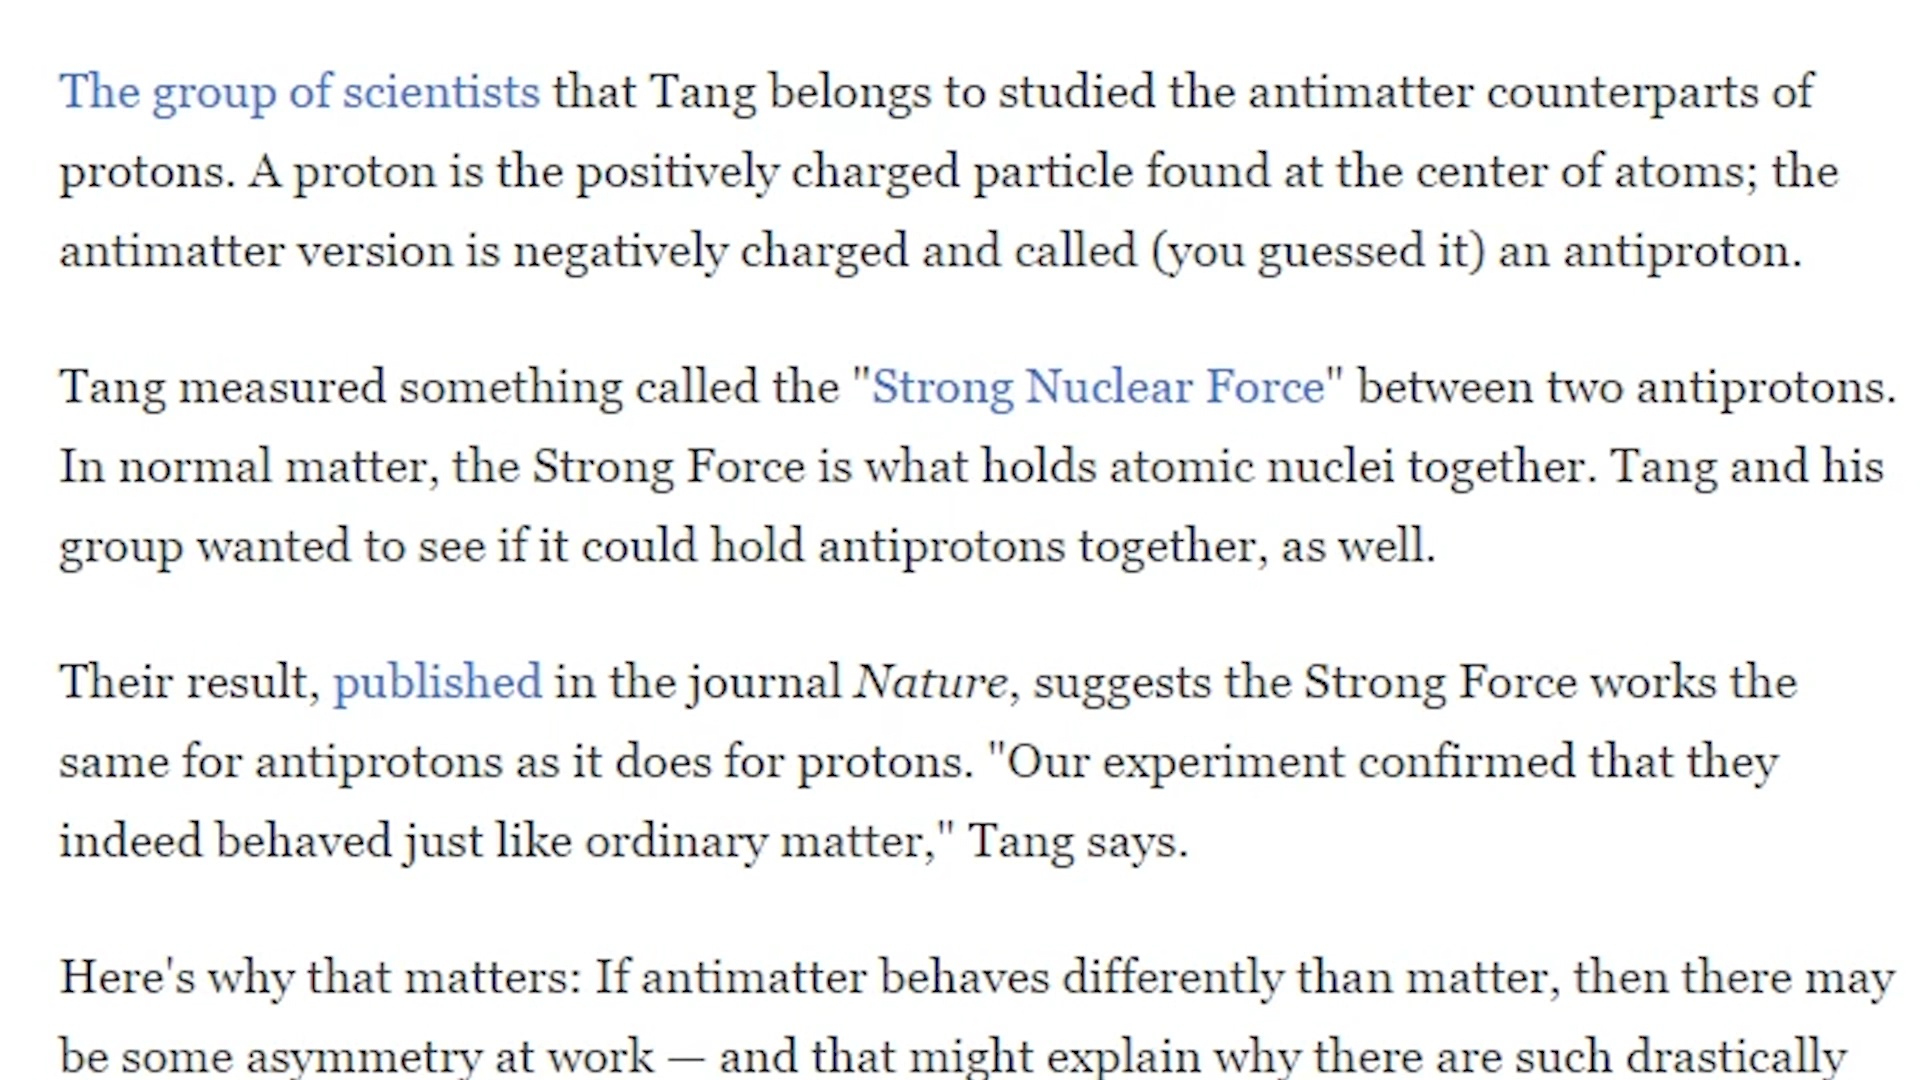 The group of scientists that Tang belongs to studied the antimatter counterparts of
protons. A proton is the positively charged particle found at the center of atoms; the
antimatter version is negatively charged and called (you guessed it) an antiproton.
Tang measured something called the "Strong Nuclear Force" between two antiprotons.
In normal matter, the Strong Force is what holds atomic nuclei together. Tang and his
group wanted to see if it could hold antiprotons together, as well.
Their result, published in the journal Nature, suggests the Strong Force works the
same for antiprotons as it does for protons. "Our experiment confirmed that they
indeed behaved just like ordinary matter," Tang says.
Here's why that matters: If antimatter behaves differently than matter, then there may
be some asymmetry at work — and that might explain why there are such drastically